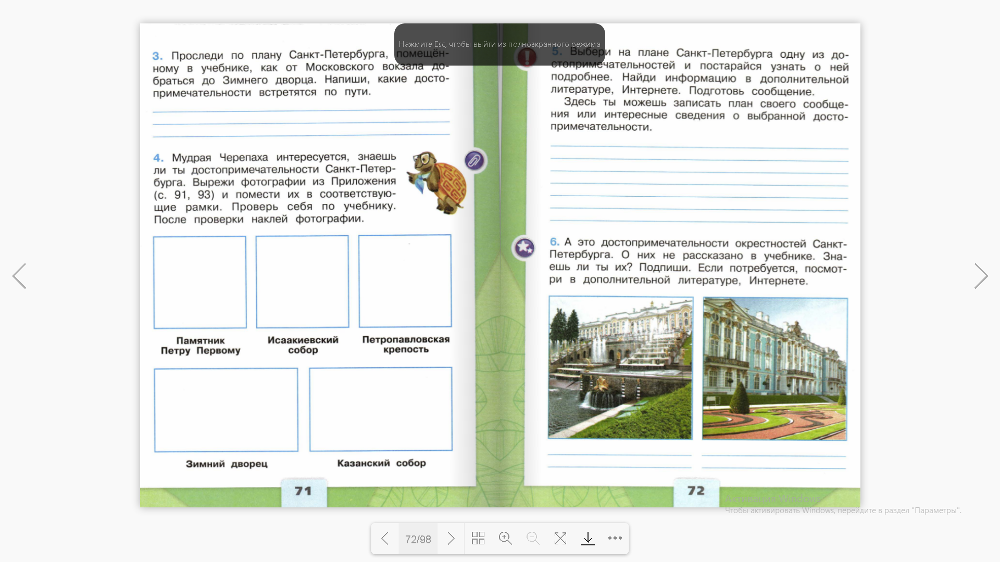 Нажмите Esc, чтобы выйти из полноэкранного режима
3. Проследи по плану Санкт-Петербурга, помещён-
ному в учебнике, как от Московского вокзала до-
браться до Зимнего дворца. Напиши, какие досто-
примечательности встретятся по пути.
4. Мудрая Черепаха интересуется, знаешь
ли ты достопримечательности Санкт-Петер-
бурга. Вырежи фотографии из Приложения
(с. 91, 93) и помести их в соответствую-
щие рамки. Проверь себя по учебнику.
После проверки наклей фотографии.
Памятник
Петру Первому
Исаакиевский
собор
Петропавловская
крепость
Зимний дворец
Казанский собор
71
5. Выбери на плане Санкт-Петербурга одну из до-
стопримечательностей и постарайся узнать о ней
подробнее. Найди информацию в дополнительной
литературе, Интернете. Подготовь сообщение.
Здесь ты можешь записать план своего сообще-
ния или интересные сведения о выбранной досто-
примечательности.
6. А это достопримечательности окрестностей Санкт-
Петербурга. О них не рассказано в учебнике. Зна-
ешь ли ты их? Подпиши. Если потребуется, посмот-
ри в дополнительной литературе, Интернете.
72
Активация Windows
Чтобы активировать Windows, перейдите в раздел "Параметры".
72/98